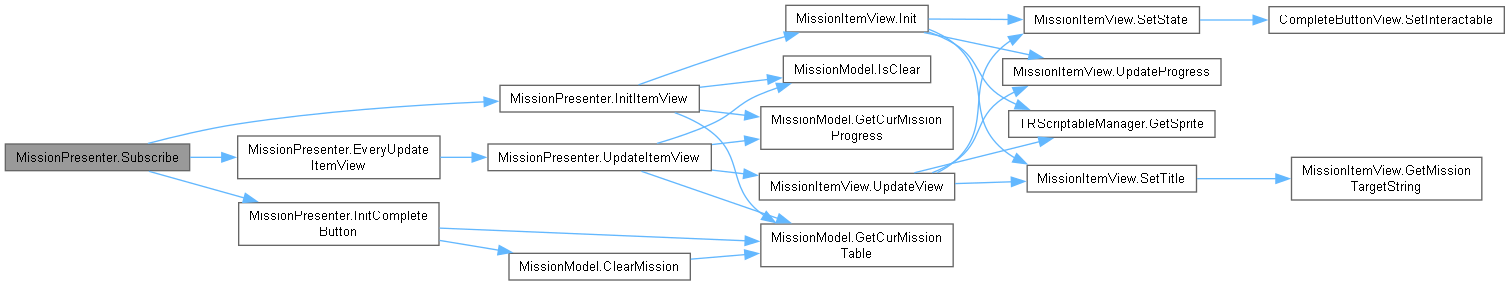 MissionPresenter.Subscribe
MissionPresenter.InitItemView
MissionPresenter.EveryUpdate
ItemView
MissionPresenter.InitComplete
Button
MissionPresenter.UpdateItemView
MissionModel.ClearMission
MissionItemView.Init
MissionModel.IsClear
MissionModel.GetCurMission
Progress
MissionItemView.UpdateView
MissionModel.GetCurMission
Table
MissionItemView.SetState
MissionItemView.UpdateProgress
TRScriptableManager.GetSprite
MissionItemView.SetTitle
CompleteButtonView.SetInteractable
MissionItemView.GetMission
TargetString